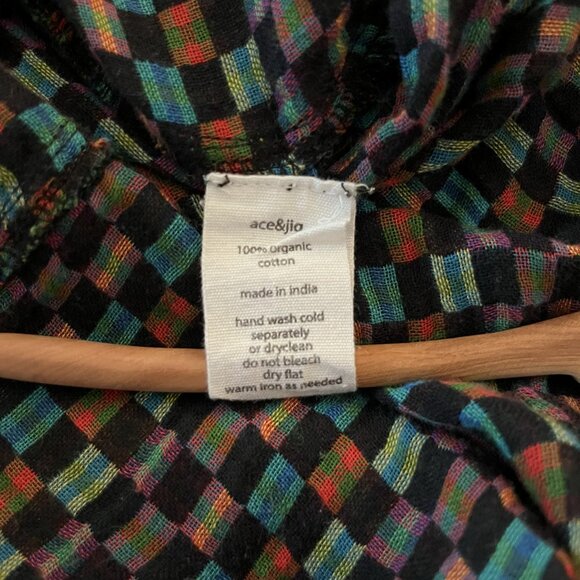 ace&jig
100% organic
cotton
made in india
hand wash cold
separately
or dryclean
do not bleach
dry flat
warm iron as needed